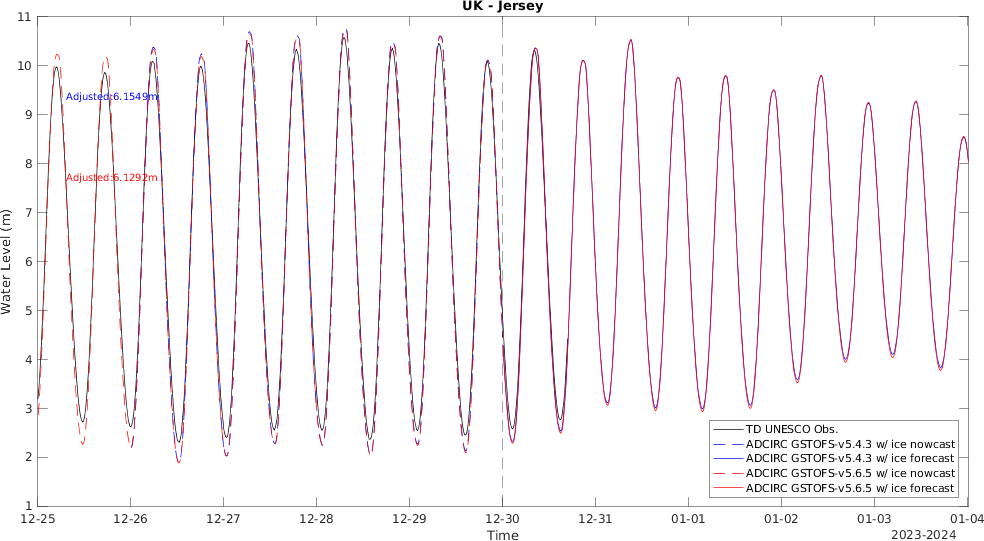 UK - Jersey
11
10
9
8
7
6
5
4
3
2
1
Water Level (m)
Adjusted:6.1549m
Adjusted:6.1292m
TD UNESCO Obs.
ADCIRC GSTOFS-v5.4.3 w/ ice nowcast
ADCIRC GSTOFS-v5.4.3 w/ ice forecast
ADCIRC GSTOFS-v5.6.5 w/ ice nowcast
ADCIRC GSTOFS-v5.6.5 w/ ice forecast
12-25 12-26 12-27 12-28 12-29 12-30 12-31 01-01 01-02 01-03 01-04
Time
2023-2024